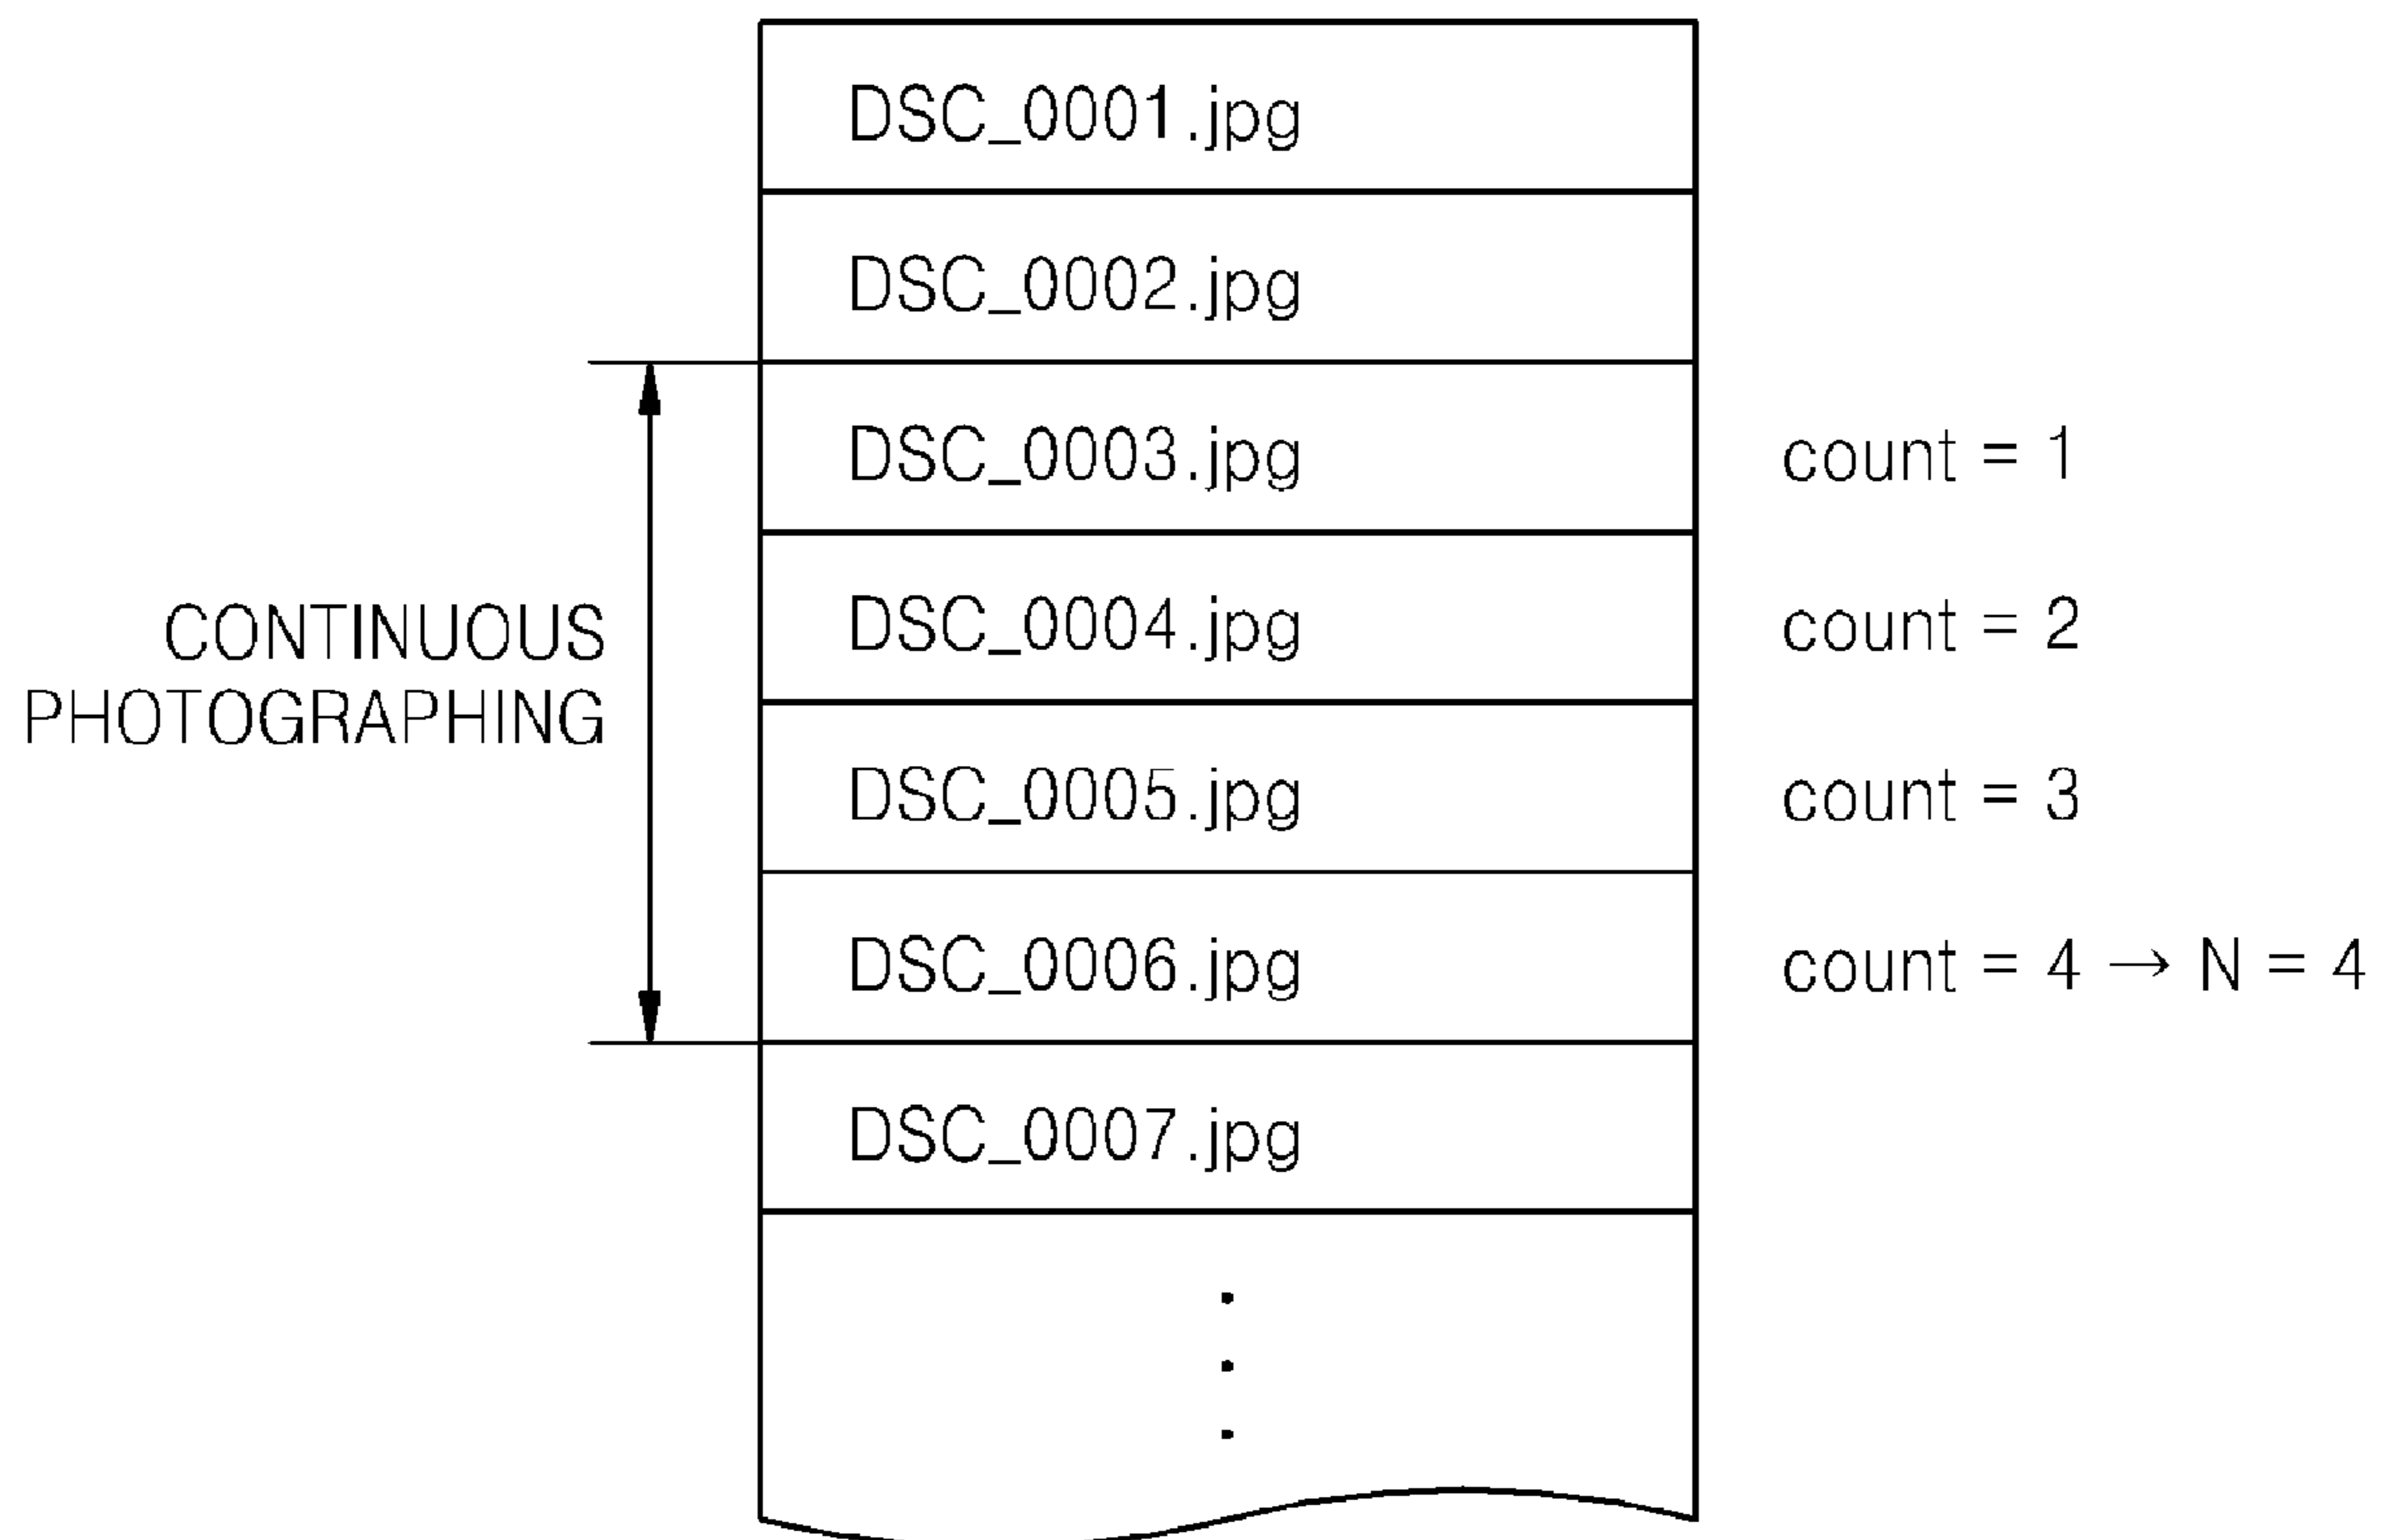 DSC_0001.jpg
DSC_0002.jpg
DSC_0003.jpg count = 1
CONTINUOUS
PHOTOGRAPHING
DSC_0004.jpg count = 2
DSC_0005.jpg count = 3
DSC_0006.jpg count = 4 → N = 4
DSC_0007.jpg